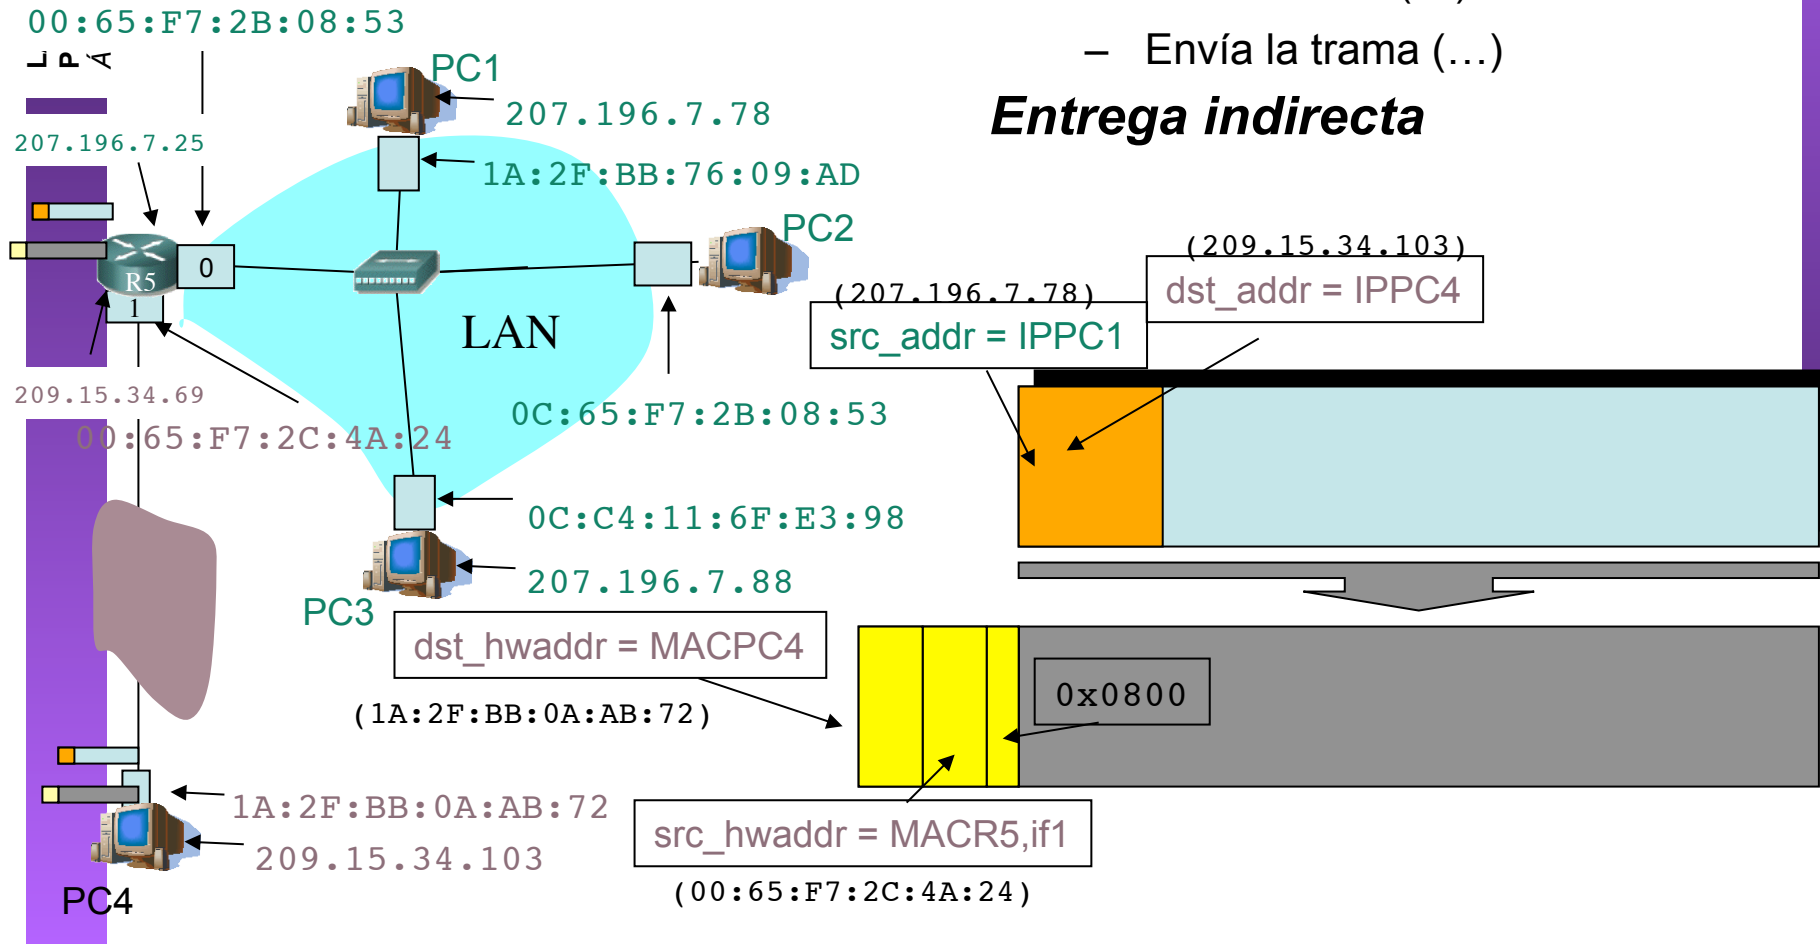 00:65:F7:2B:08:53
– Envía la trama (…)
PC1
207.196.7.78
Entrega indirecta
207.196.7.25
1A:2F:BB:76:09:AD
PC2
(209.15.34.103)
dst_addr = IPPC4
0
R5
1
(207.196.7.78)
src_addr = IPPC1
LAN
209.15.34.69
0C:65:F7:2B:08:53
00:65:F7:2C:4A:24
0C:C4:11:6F:E3:98
207.196.7.88
PC3
dst_hwaddr = MACPC4
0x0800
(1A:2F:BB:0A:AB:72)
1A:2F:BB:0A:AB:72
src_hwaddr = MACR5,if1
209.15.34.103
PC4
(00:65:F7:2C:4A:24)